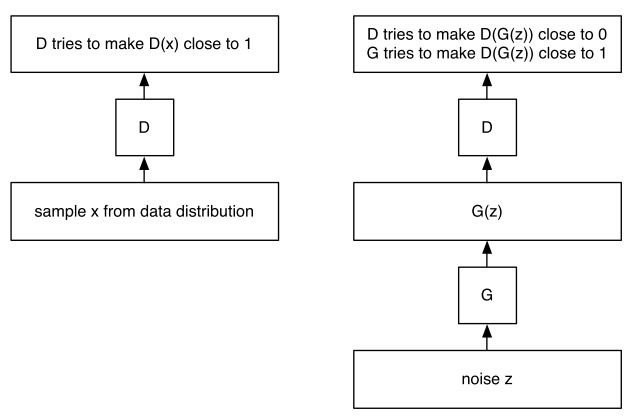 D tries to make D(x) close to 1
D
sample x from data distribution
D tries to make D(G(z)) close to 0
G tries to make D(G(z)) close to 1
D
G(z)
G
noise z